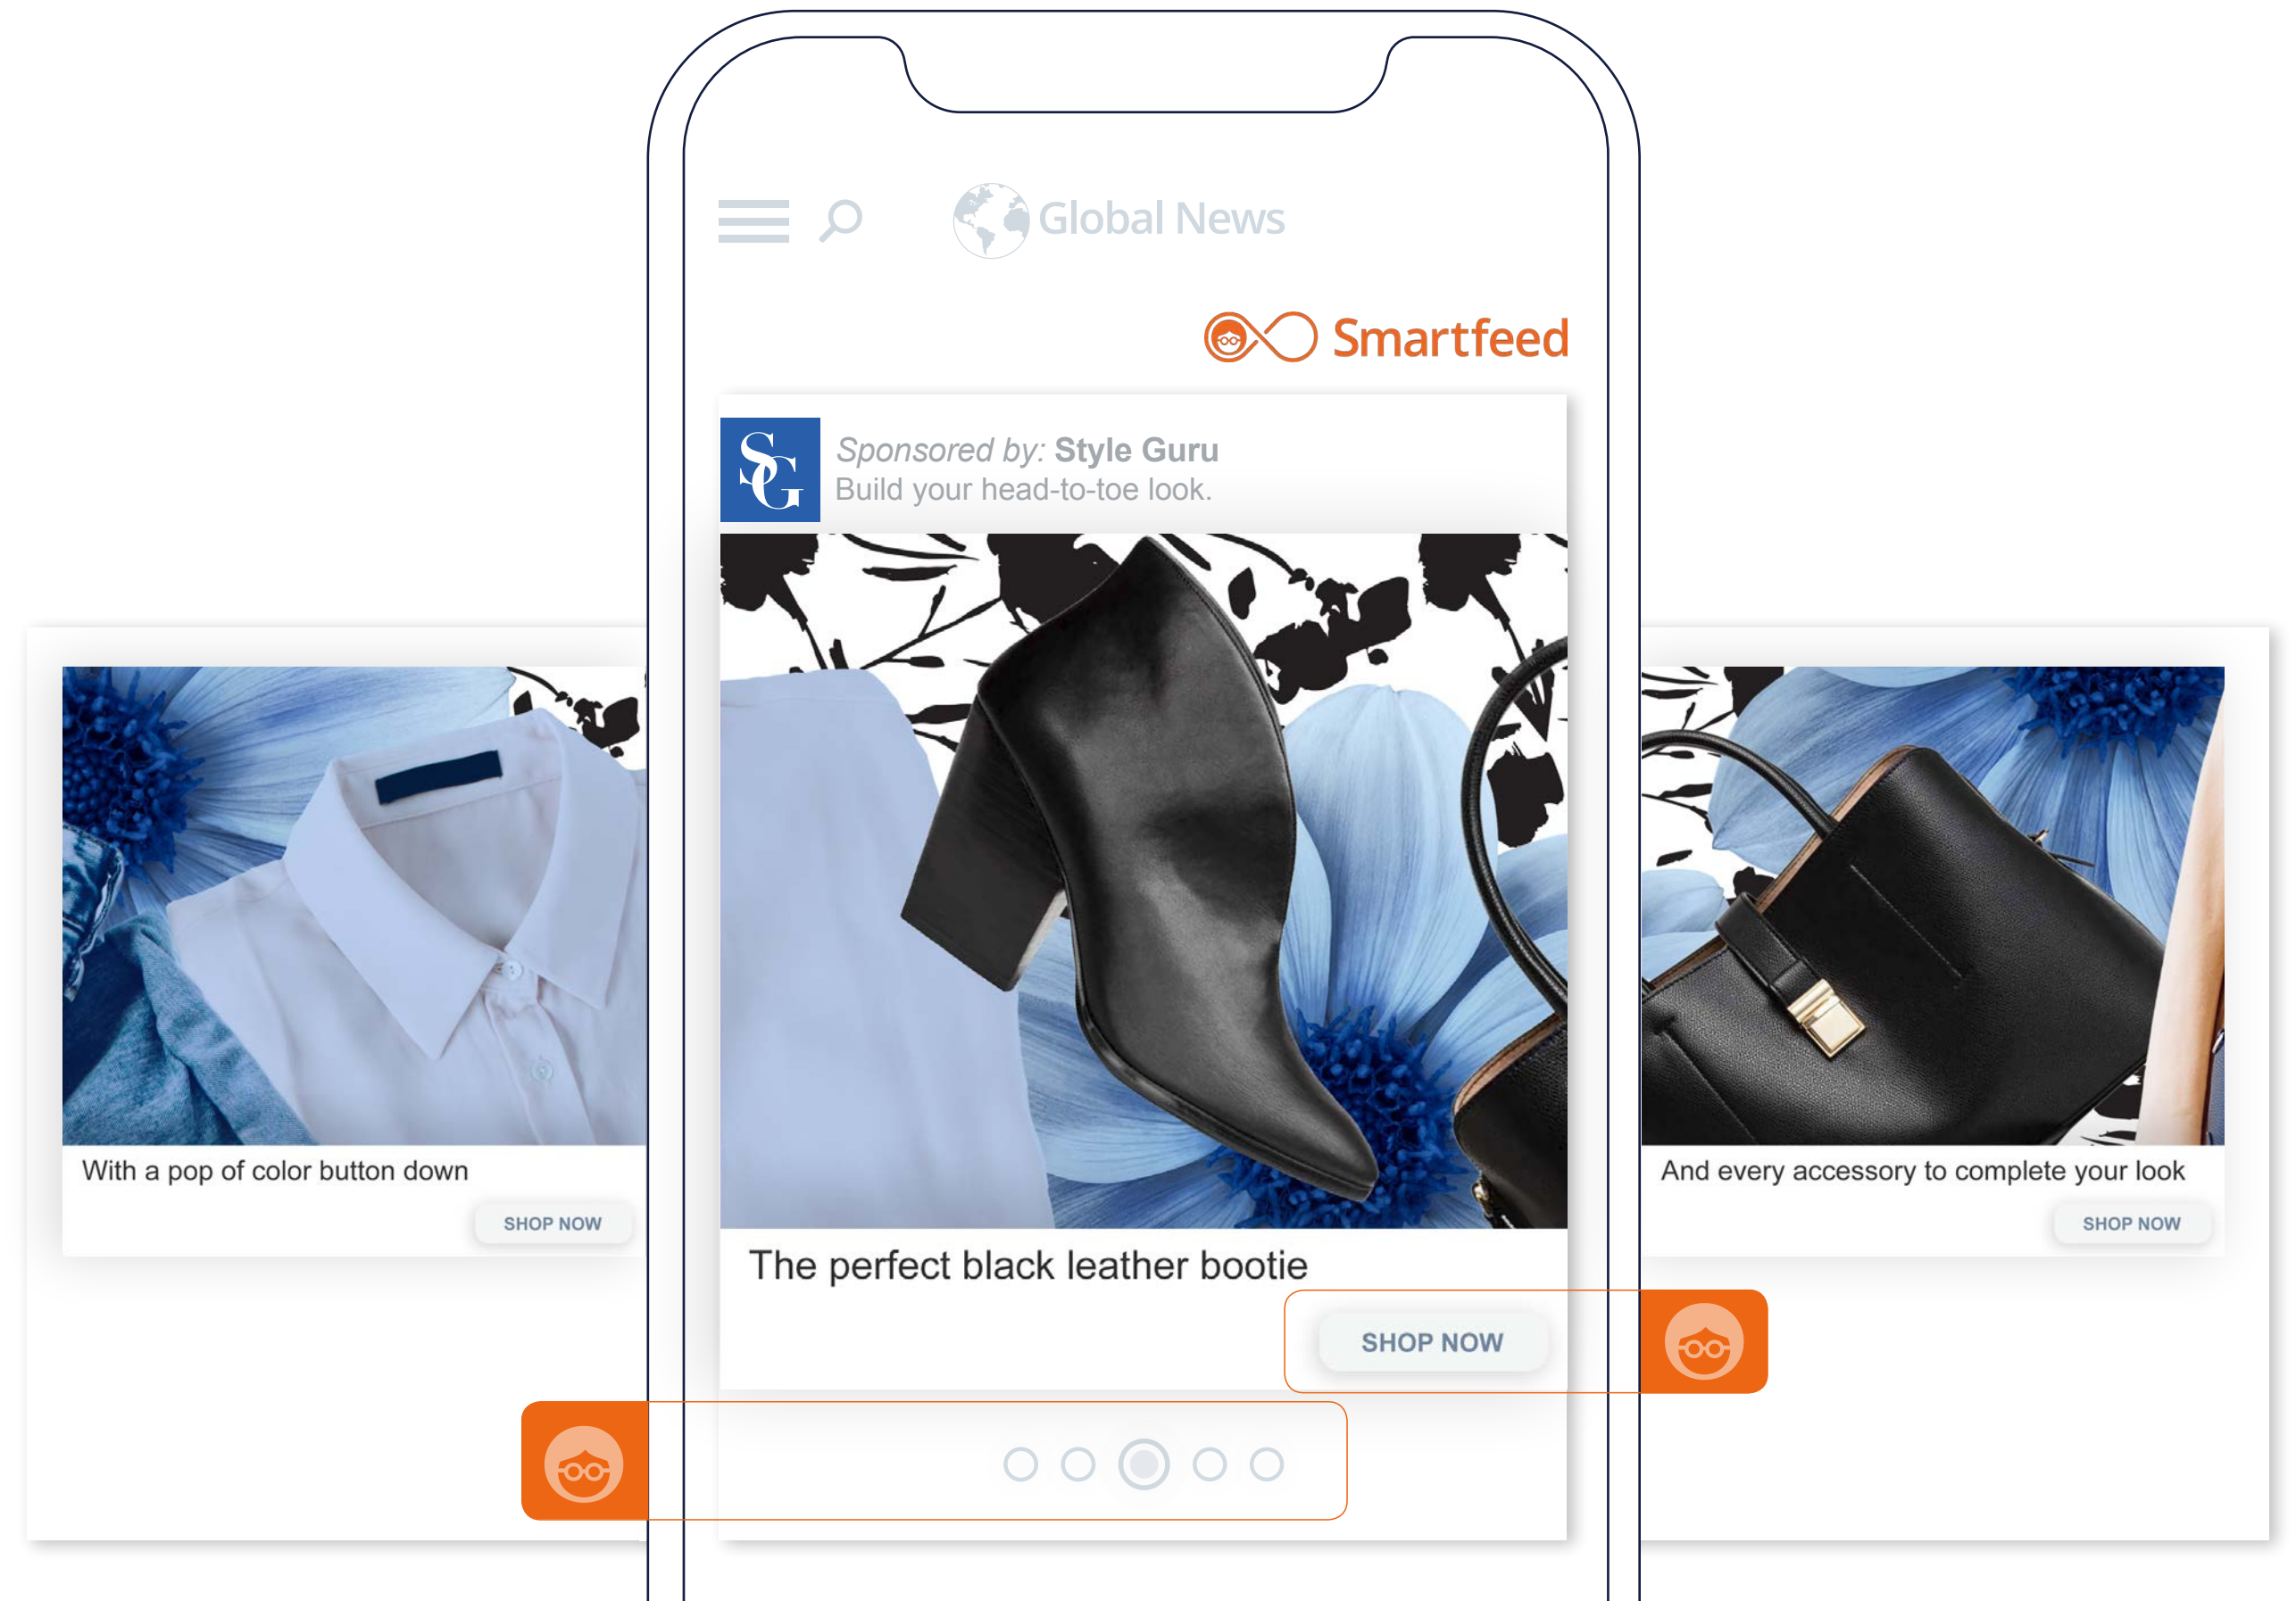 Global News
Smartfeed
SG
Sponsored by: Style Guru
Build your head-to-toe look.
With a pop of color button down
SHOP NOW
The perfect black leather bootie
SHOP NOW
And every accessory to complete your look
SHOP NOW